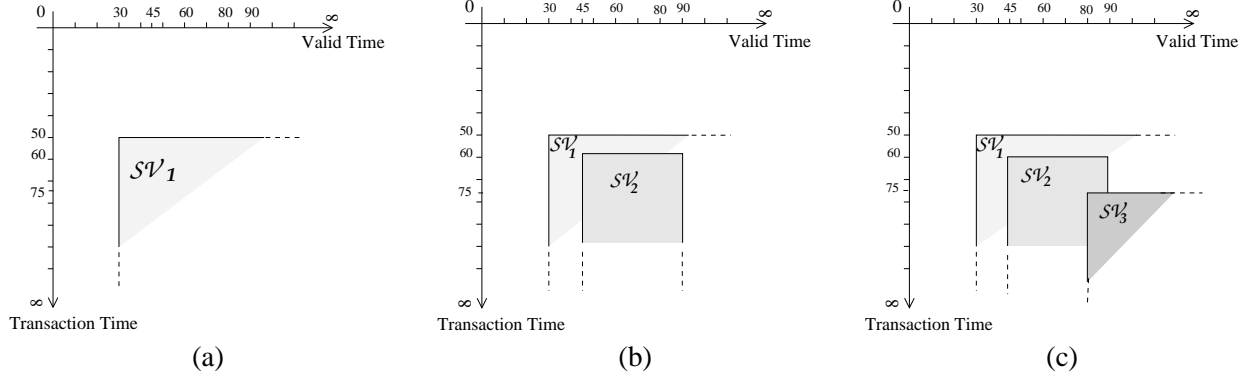 0 30 45 60 80 90 ∞
Valid Time
50
60
75
SV1
∞
Transaction Time
(a)
0 30 45 60 80 90 ∞
Valid Time
50
60
75
SV1
SV2
∞
Transaction Time
(b)
0 30 45 60 80 90 ∞
Valid Time
50
60
75
SV1
SV2
SV3
∞
Transaction Time
(c)